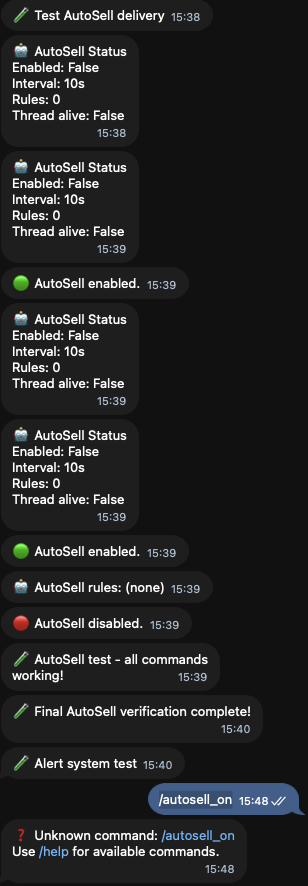 🧪 Test AutoSell delivery 15:38
🤖 AutoSell Status
Enabled: False
Interval: 10s
Rules: 0
Thread alive: False
15:38
🤖 AutoSell Status
Enabled: False
Interval: 10s
Rules: 0
Thread alive: False
15:39
🟢 AutoSell enabled. 15:39
🤖 AutoSell Status
Enabled: False
Interval: 10s
Rules: 0
Thread alive: False
15:39
🤖 AutoSell Status
Enabled: False
Interval: 10s
Rules: 0
Thread alive: False
15:39
🟢 AutoSell enabled. 15:39
🤖 AutoSell rules: (none) 15:39
🔴 AutoSell disabled. 15:39
🧪 AutoSell test - all commands
working! 15:39
🧪 Final AutoSell verification complete!
15:40
🧪 Alert system test 15:40
/autosell_on 15:48
❓ Unknown command: /autosell_on
Use /help for available commands.
15:48